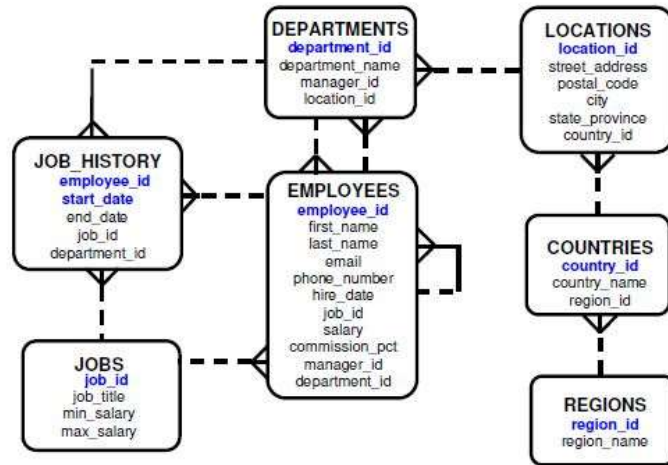 DEPARTMENTS
department_id
department_name
manager_id
location_id
LOCATIONS
location_id
street_address
postal_code
city
state_province
country_id
JOB_HISTORY
employee_id
start_date
end_date
job_id
department_id
EMPLOYEES
employee_id
first_name
last_name
email
phone_number
hire_date
job_id
salary
commission_pct
manager_id
department_id
COUNTRIES
country_id
country_name
region_id
JOBS
job_id
job_title
min_salary
max_salary
REGIONS
region_id
region_name